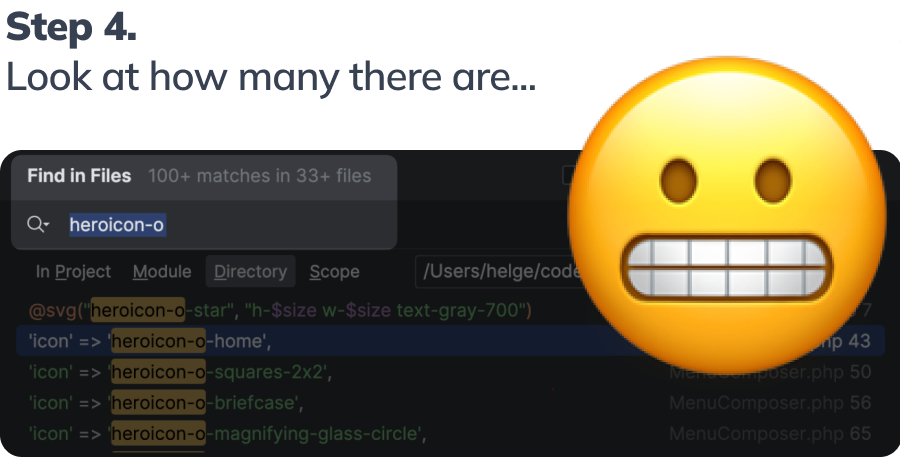 Step 4.
Look at how many there are...
Find in Files 100+ matches in 33+ files
heroicon-o
In Project Module Directory Scope /Users/helge/code
@svg("heroicon-o-star", "h-$size w-$size text-gray-700") 7
'icon' => 'heroicon-o-home', hp 43
'icon' => 'heroicon-o-squares-2x2', MenuComposer.php 50
'icon' => 'heroicon-o-briefcase', MenuComposer.php 56
'icon' => 'heroicon-o-magnifying-glass-circle', MenuComposer.php 65